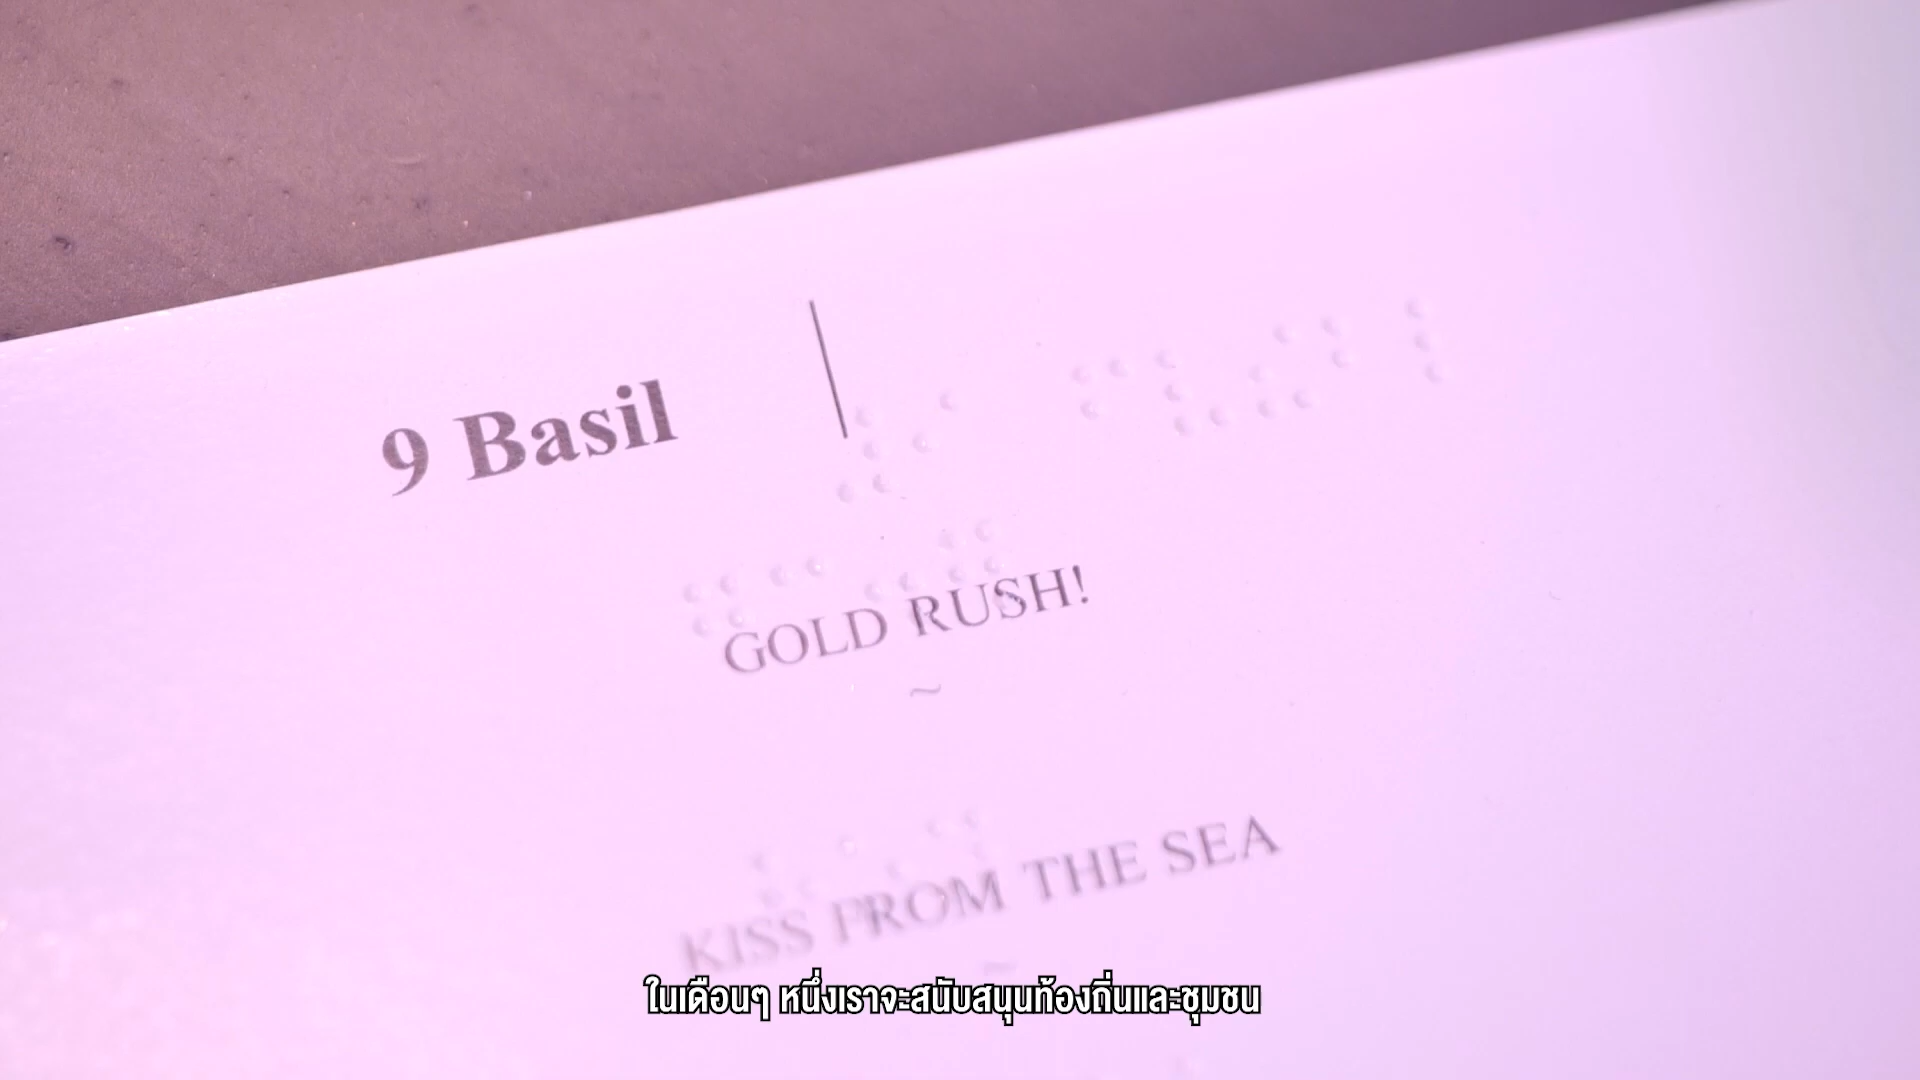 9 Basil
GOLD RUSH!
~
KISS FROM THE SEA
~
ในเดือนๆ หนึ่งเราจะสนับสนุนท้องถิ่นและชุมชน